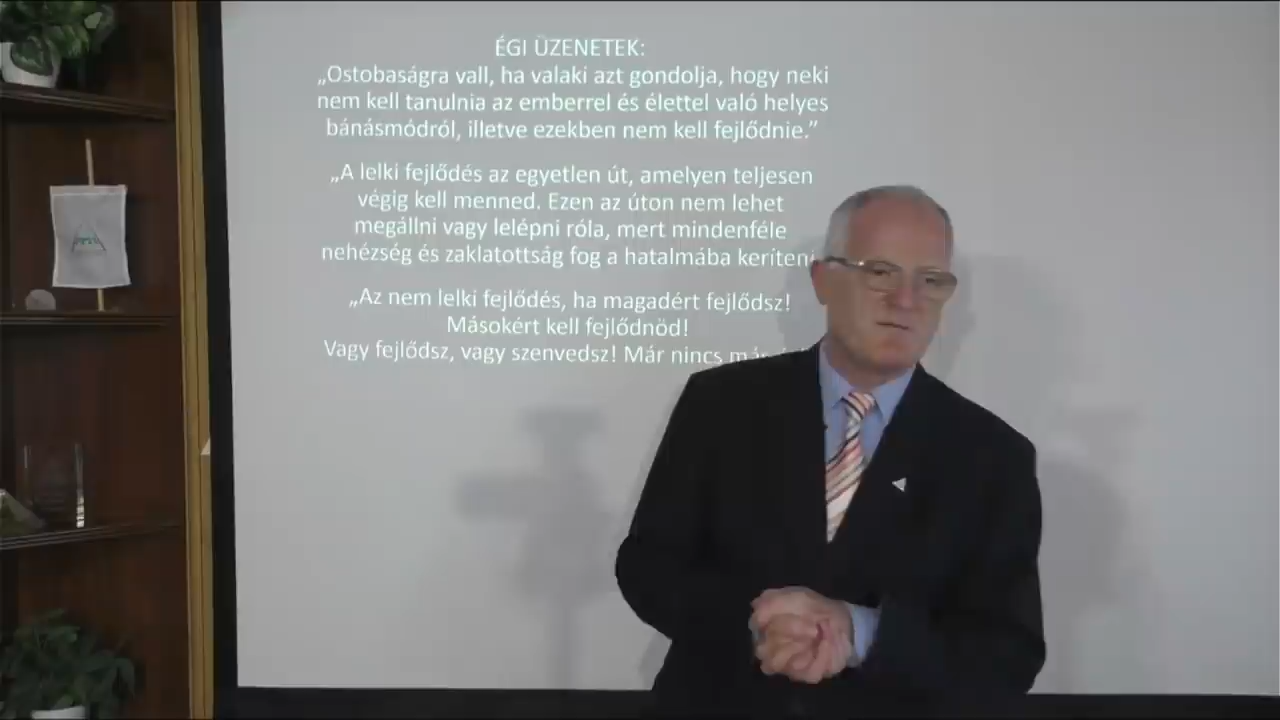 ÉGI ÜZENETEK:
„Ostobaságra vall, ha valaki azt gondolja, hogy neki
nem kell tanulnia az emberrel és élettel való helyes
bánásmódról, illetve ezekben nem kell fejlődnie.”
„A lelki fejlődés az egyetlen út, amelyen teljesen
végig kell menned. Ezen az úton nem lehet
megállni vagy lelépni róla, mert mindenféle
nehézség és zaklatottság fog a hatalmába keríteni
„Az nem lelki fejlődés, ha magadért fejlődsz!
Másokért kell fejlődnöd!
Vagy fejlődsz, vagy szenvedsz! Már nincs